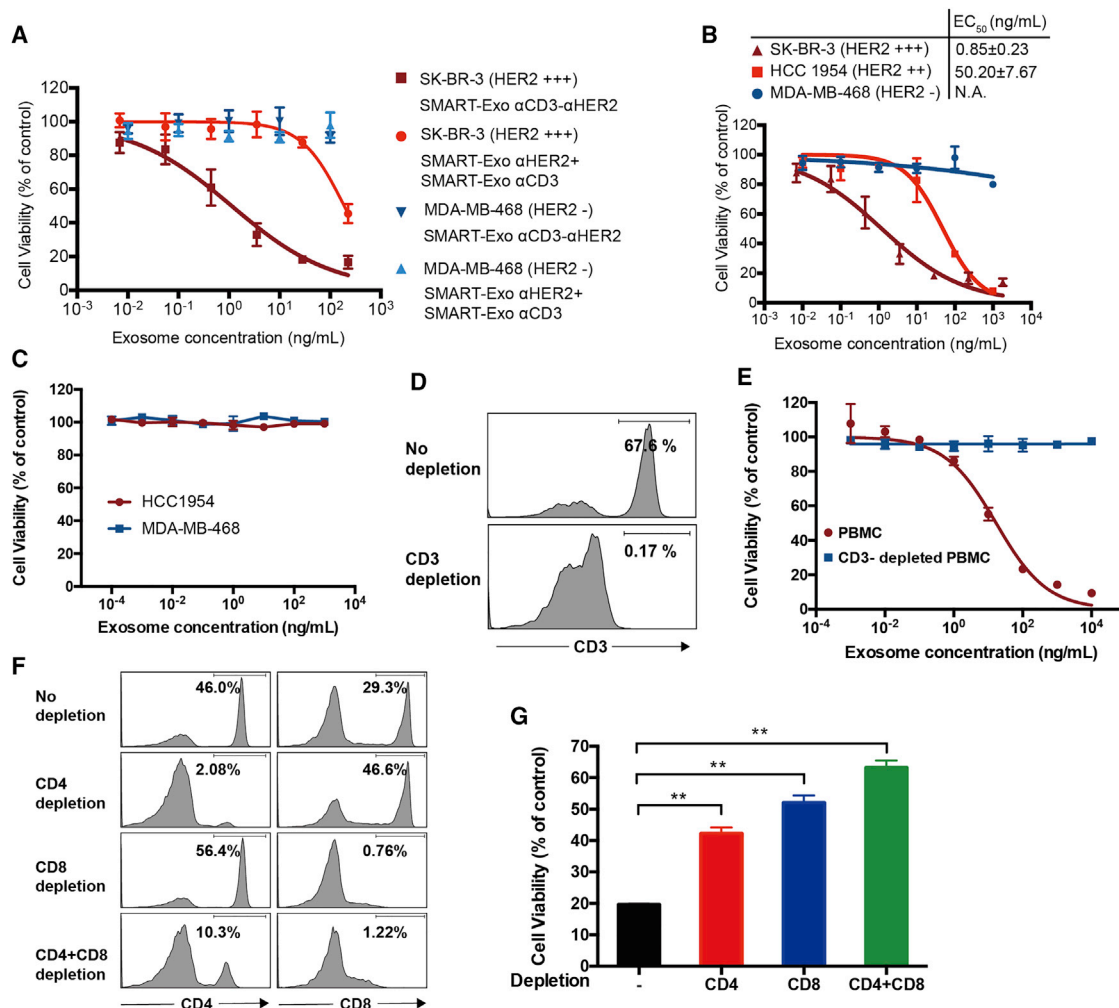 A
Cell Viability (% of control)
120
100
80
60
40
20
0
10-3 10-2 10-1 100 101 102 103
Exosome concentration (ng/mL)
SK-BR-3 (HER2 +++)
SMART-Exo αCD3-αHER2
SK-BR-3 (HER2 +++)
SMART-Exo αHER2+
SMART-Exo αCD3
MDA-MB-468 (HER2 -)
SMART-Exo αCD3-αHER2
MDA-MB-468 (HER2 -)
SMART-Exo αHER2+
SMART-Exo αCD3
B
EC50 (ng/mL)
SK-BR-3 (HER2 +++) 0.85±0.23
HCC 1954 (HER2 ++) 50.20±7.67
MDA-MB-468 (HER2 -) N.A.
Cell Viability (% of control)
120
100
80
60
40
20
0
10-3 10-2 10-1 100 101 102 103 104
Exosome concentration (ng/mL)
C
Cell Viability (% of control)
120
100
80
60
40
20
0
HCC1954
MDA-MB-468
10-4 10-2 100 102 104
Exosome concentration (ng/mL)
D
No
depletion
67.6 %
CD3
depletion
0.17 %
CD3
E
Cell Viability (% of control)
120
100
80
60
40
20
0
PBMC
CD3- depleted PBMC
10-4 10-2 100 102 104
Exosome concentration (ng/mL)
F
No
depletion
46.0%
29.3%
CD4
depletion
2.08%
46.6%
CD8
depletion
56.4%
0.76%
CD4+CD8
depletion
10.3%
1.22%
CD4
CD8
G
Cell Viability (% of control)
70
60
50
40
30
20
10
0
**
**
**
Depletion - CD4 CD8 CD4+CD8